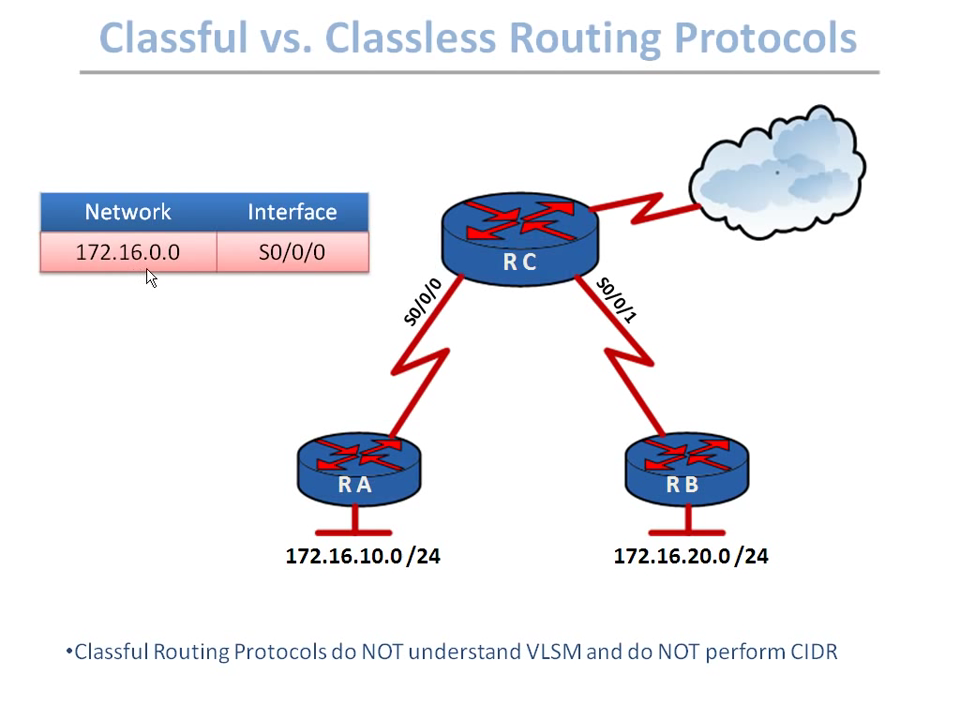 Classful vs. Classless Routing Protocols
Network Interface
172.16.0.0 S0/0/0
R C
S0/0/0
S0/0/1
R A
R B
172.16.10.0 /24
172.16.20.0 /24
•Classful Routing Protocols do NOT understand VLSM and do NOT perform CIDR